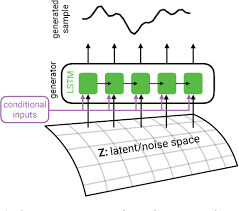 generated
sample
generator
LSTM
conditional
inputs
Z: latent/noise space